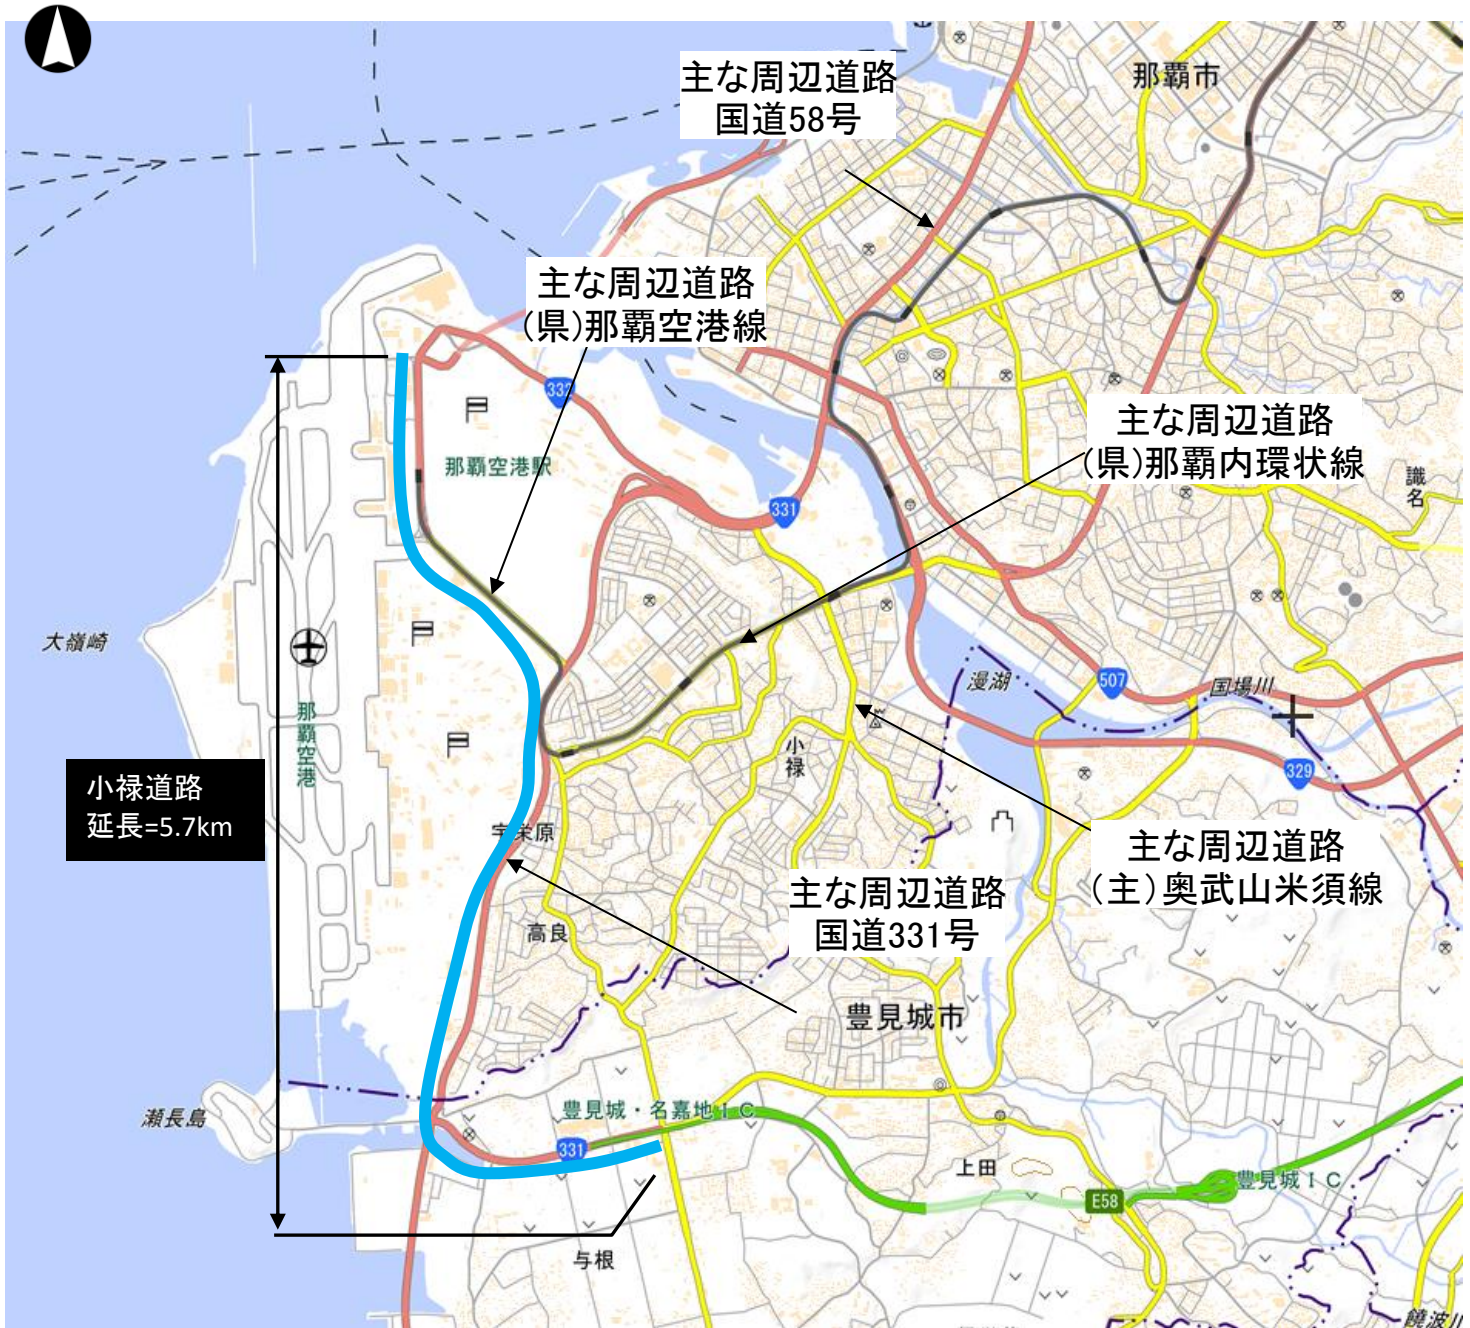 主な周辺道路
国道58号
那覇市
主な周辺道路
(県)那覇空港線
332
那覇空港駅
主な周辺道路
(県)那覇内環状線
識名
331
大嶺崎
漫湖
507
国場川
那覇空港
小禄
329
小禄道路
延長=5.7km
宇栄原
主な周辺道路
(主)奥武山米須線
主な周辺道路
国道331号
高良
豊見城市
瀬長島
豊見城・名嘉地IC
331
上田
E58
豊見城IC
与根
饒波川